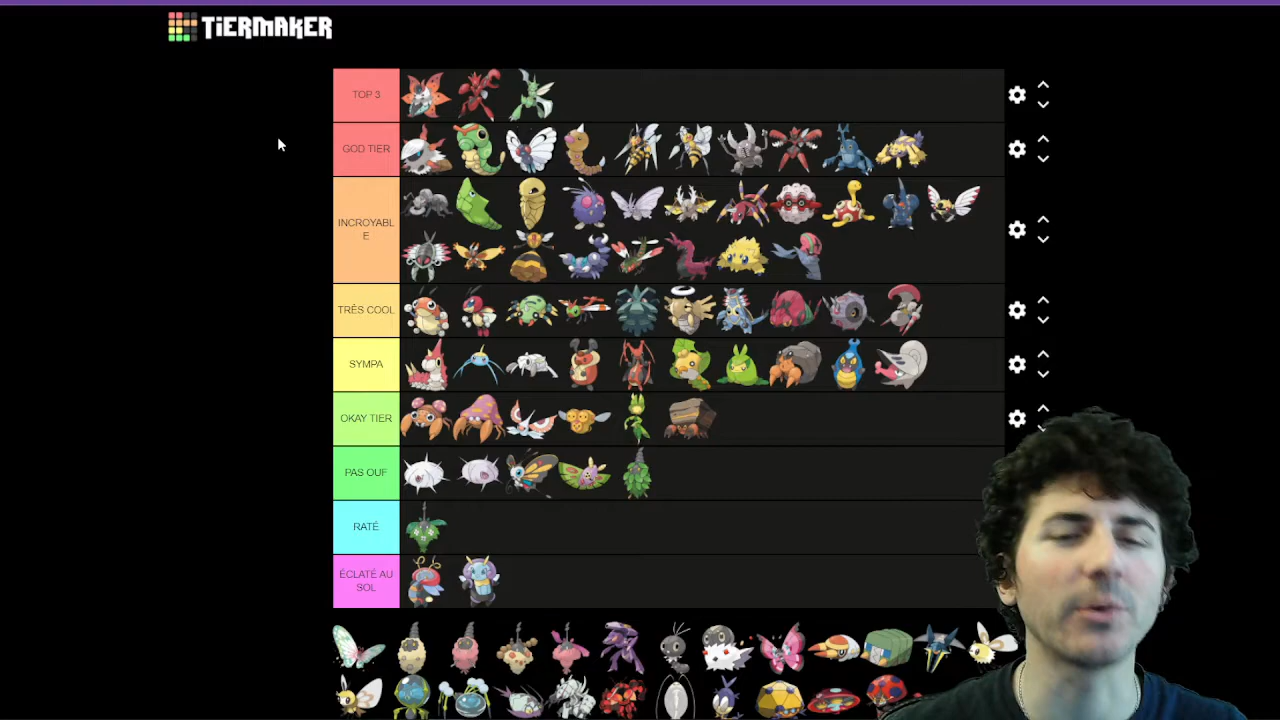 TiERMAKER
TOP 3
GOD TIER
INCROYABL
E
TRÈS COOL
SYMPA
OKAY TIER
PAS OUF
RATÉ
ÉCLATÉ AU
SOL